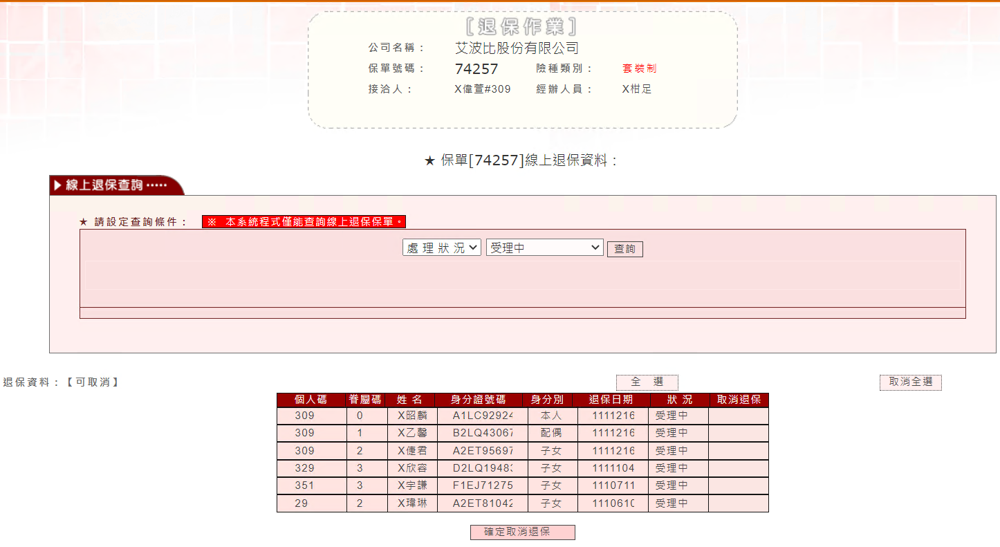 [退保作業]
公司名稱： 艾波比股份有限公司
保單號碼： 74257 險種類別： 套裝制
接洽人： X偉萱#309 經辦人員： X柑足
★ 保單[74257]線上退保資料：
線上退保查詢 •••••
★ 請設定查詢條件： ※ 本系統程式僅能查詢線上退保保單。
處 理 狀 況 受理中 查詢
退保資料：【可取消】 全 選 取消全選
個人碼 眷屬碼 姓 名 身分證號碼 身分別 退保日期 狀 況 取消退保
309 0 X昭麟 A1LC92924 本人 1111216 受理中
309 1 X乙馨 B2LQ43067 配偶 1111216 受理中
309 2 X倢君 A2ET95697 子女 1111216 受理中
329 3 X欣容 D2LQ19483 子女 1111104 受理中
351 3 X宇謙 F1EJ71275 子女 1110711 受理中
29 2 X瑋琳 A2ET81042 子女 1110610 受理中
確定取消退保